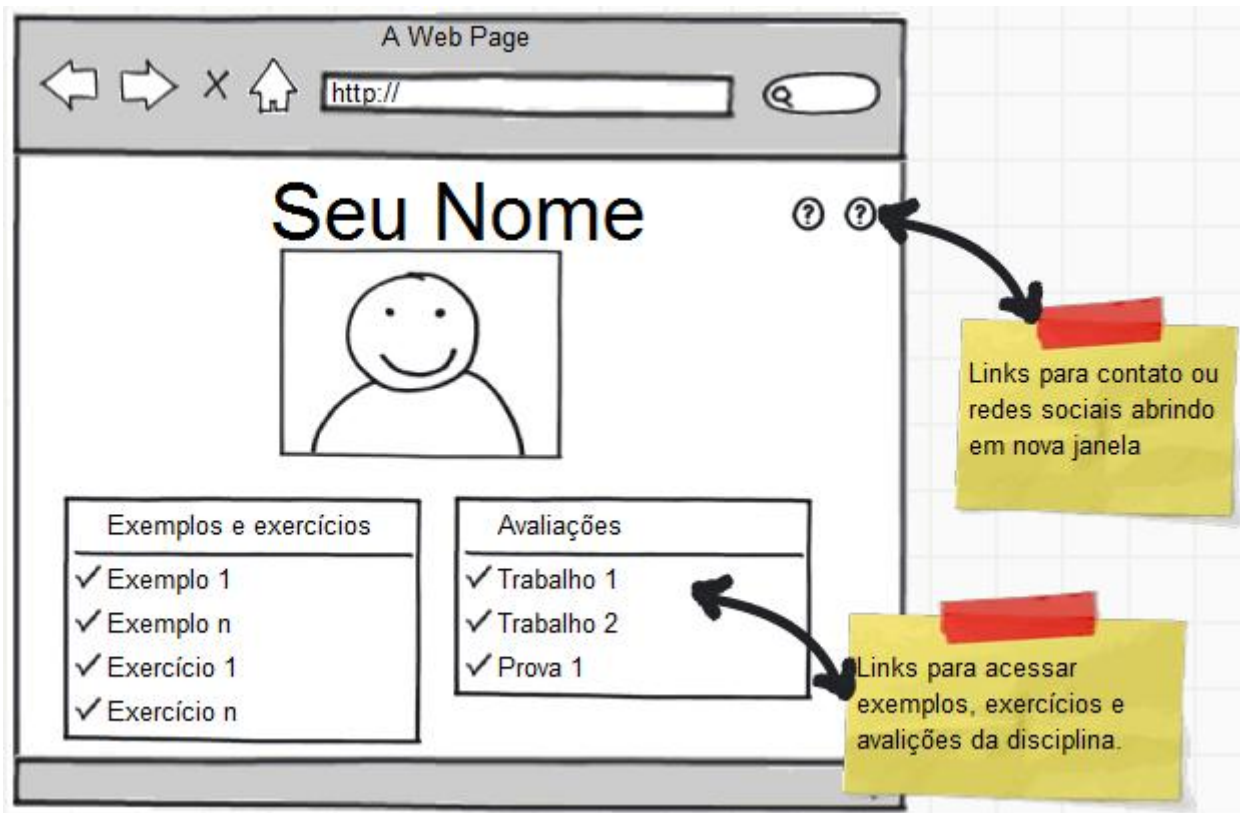 A Web Page
http://
Seu Nome
? ?
Links para contato ou
redes sociais abrindo
em nova janela
Exemplos e exercícios
Exemplo 1
Exemplo n
Exercício 1
Exercício n
Avaliações
Trabalho 1
Trabalho 2
Prova 1
Links para acessar
exemplos, exercícios e
avalições da disciplina.